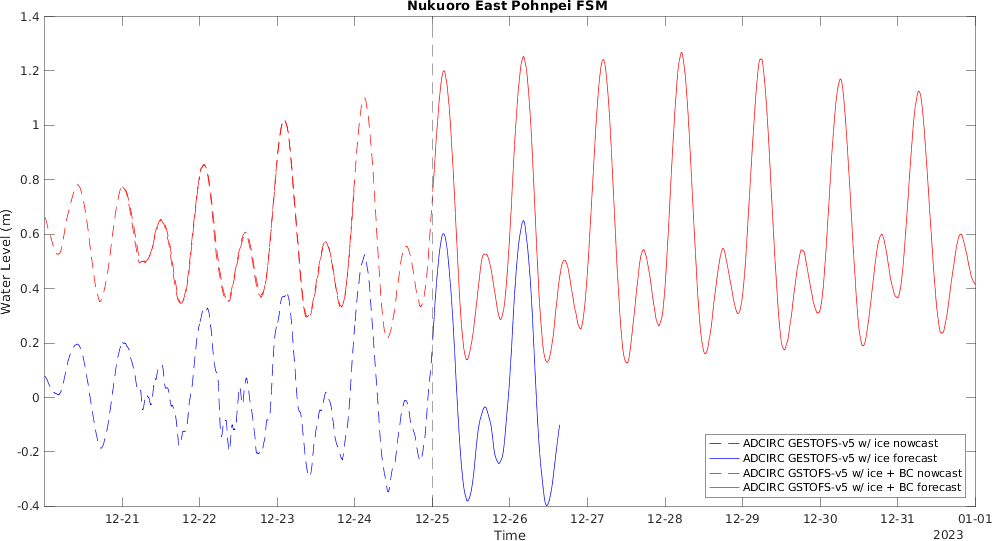 Nukuoro East Pohnpei FSM
1.4
1.2
1
0.8
0.6
0.4
0.2
0
-0.2
-0.4
Water Level (m)
12-21 12-22 12-23 12-24 12-25 12-26 12-27 12-28 12-29 12-30 12-31 01-01
Time
2023
ADCIRC GESTOFS-v5 w/ ice nowcast
ADCIRC GESTOFS-v5 w/ ice forecast
ADCIRC GSTOFS-v5 w/ ice + BC nowcast
ADCIRC GSTOFS-v5 w/ ice + BC forecast